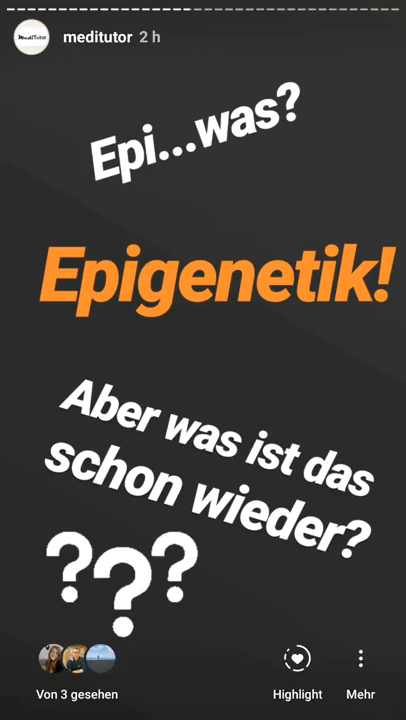 meditutor 2 h
Epi...was?
Epigenetik!
Aber was ist das
schon wieder?
???
Von 3 gesehen
Highlight
Mehr